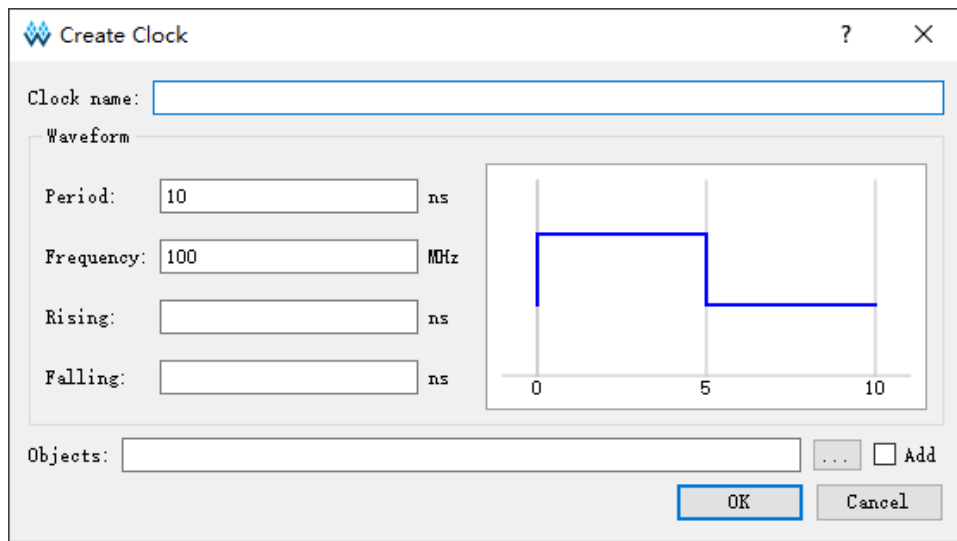 Create Clock ?
Clock name:
Waveform
Period: 10 ns
Frequency: 100 MHz
Rising: ns
Falling: ns
0 5 10
Objects: ... Add
OK Cancel